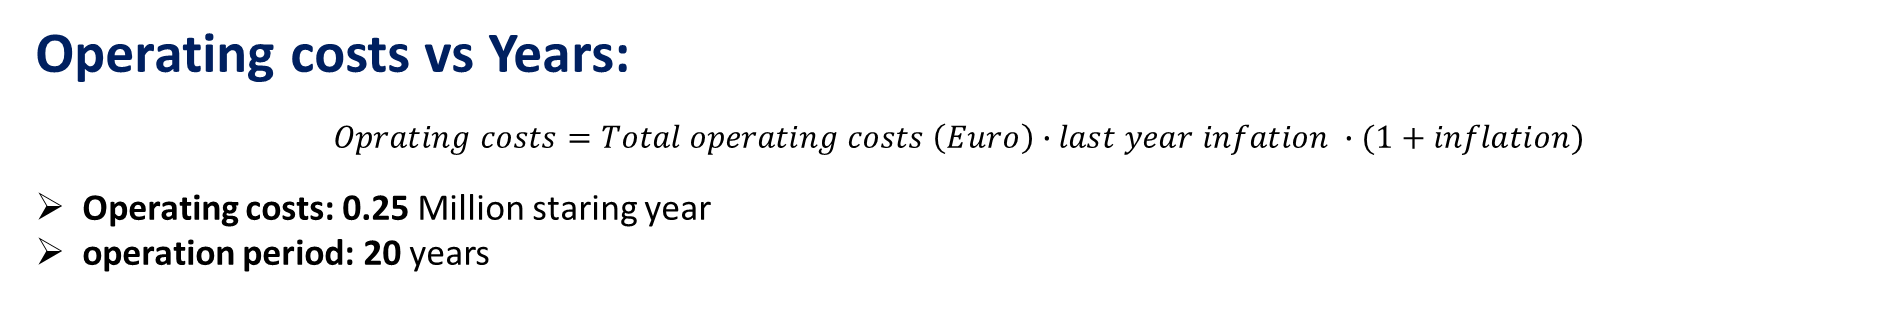 Operating costs vs Years:
Oprating costs = Total operating costs (Euro) · last year infation · (1 + inflation)
➢ Operating costs: 0.25 Million staring year
➢ operation period: 20 years